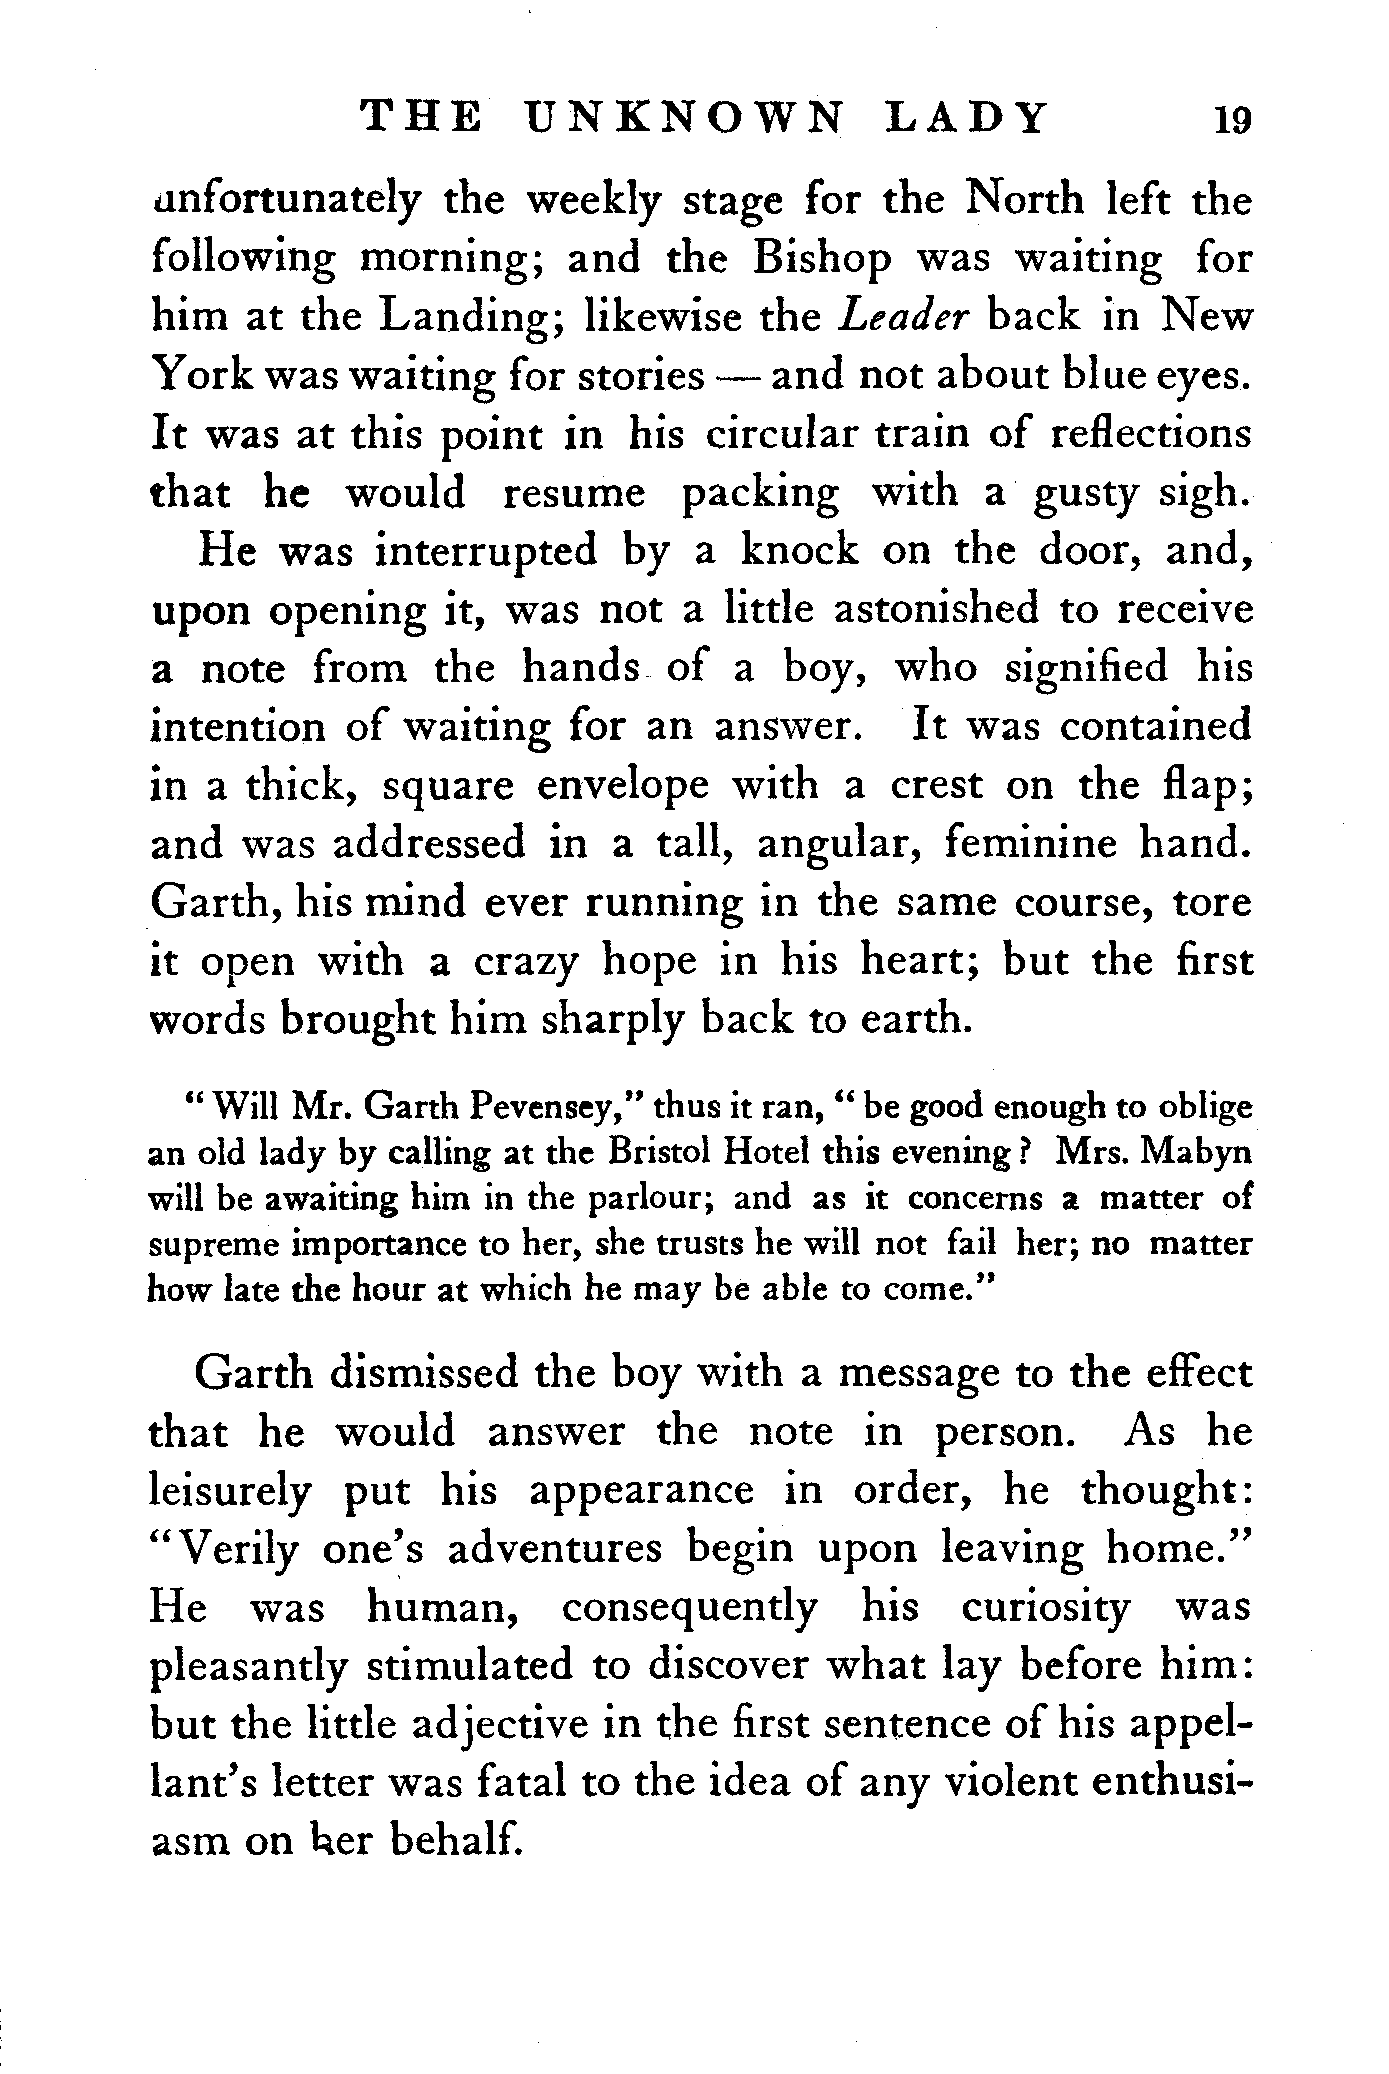 THE UNKNOWN LADY 19
unfortunately the weekly stage for the North left the
following morning; and the Bishop was waiting for
him at the Landing; likewise the Leader back in New
York was waiting for stories — and not about blue eyes.
It was at this point in his circular train of reflections
that he would resume packing with a gusty sigh.
He was interrupted by a knock on the door, and,
upon opening it, was not a little astonished to receive
a note from the hands of a boy, who signified his
intention of waiting for an answer. It was contained
in a thick, square envelope with a crest on the flap;
and was addressed in a tall, angular, feminine hand.
Garth, his mind ever running in the same course, tore
it open with a crazy hope in his heart; but the first
words brought him sharply back to earth.
“Will Mr. Garth Pevensey,” thus it ran, “be good enough to oblige
an old lady by calling at the Bristol Hotel this evening? Mrs. Mabyn
will be awaiting him in the parlour; and as it concerns a matter of
supreme importance to her, she trusts he will not fail her; no matter
how late the hour at which he may be able to come.”
Garth dismissed the boy with a message to the effect
that he would answer the note in person. As he
leisurely put his appearance in order, he thought:
“Verily one’s adventures begin upon leaving home.”
He was human, consequently his curiosity was
pleasantly stimulated to discover what lay before him:
but the little adjective in the first sentence of his appel-
lant’s letter was fatal to the idea of any violent enthusi-
asm on her behalf.